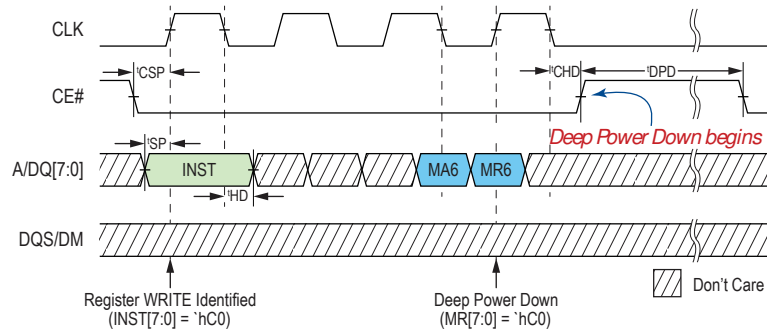 CLK
tCSP
tCHD
tDPD
CE#
Deep Power Down begins
tSP
A/DQ[7:0]
INST
MA6
MR6
tHD
DQS/DM
Register WRITE Identified
(INST[7:0] = `hC0)
Deep Power Down
(MR[7:0] = `hC0)
Don't Care